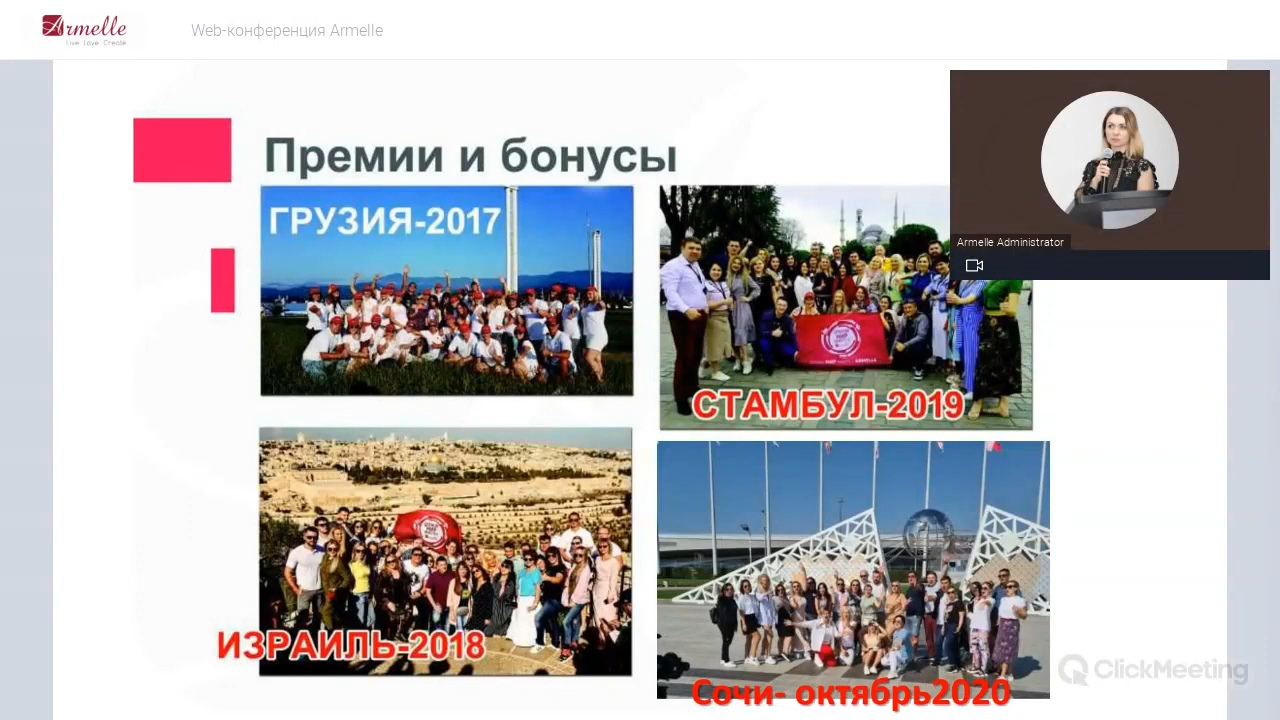 Armelle
Live Love Create
Web-конференция Armelle
Премии и бонусы
ГРУЗИЯ-2017
Armelle Administrator
СТАМБУЛ-2019
ИЗРАИЛЬ-2018
ClickMeeting
Сочи- октябрь2020